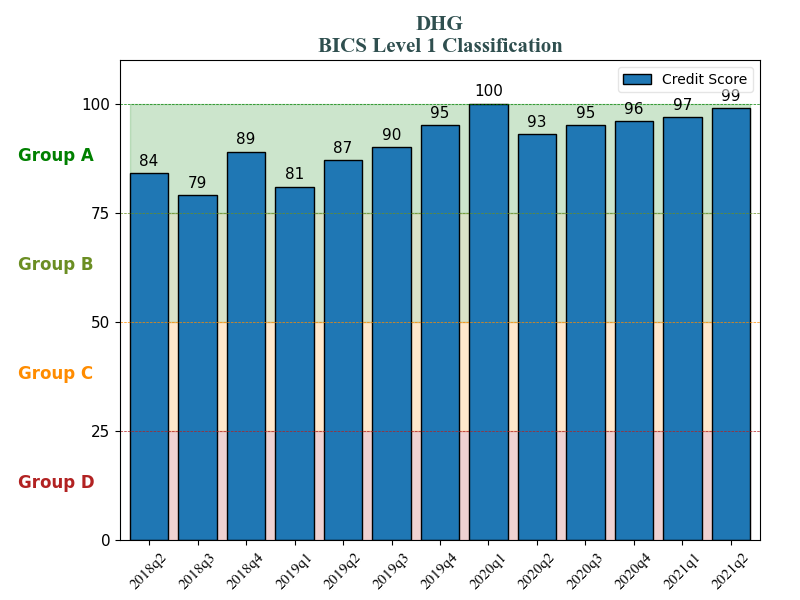 DHG
BICS Level 1 Classification
Credit Score
100
75
50
25
0
Group A
Group B
Group C
Group D
84
79
89
81
87
90
95
100
93
95
96
97
99
2018q2
2018q3
2018q4
2019q1
2019q2
2019q3
2019q4
2020q1
2020q2
2020q3
2020q4
2021q1
2021q2